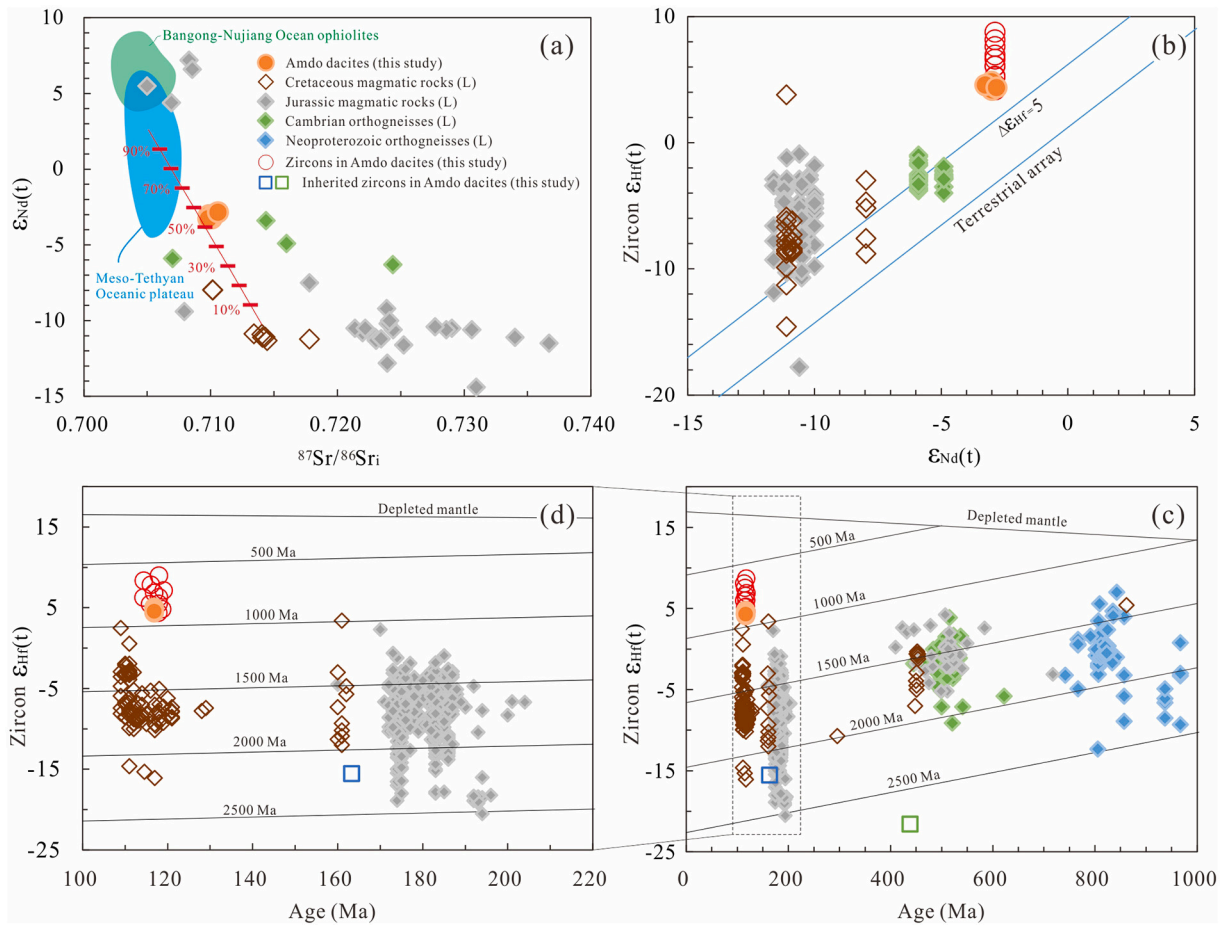 10
5
0
-5
-10
-15
εNd(t)
Bangong-Nujiang Ocean ophiolites
(a)
Amdo dacites (this study)
Cretaceous magmatic rocks (L)
Jurassic magmatic rocks (L)
Cambrian orthogneisses (L)
Neoproterozoic orthogneisses (L)
Zircons in Amdo dacites (this study)
Inherited zircons in Amdo dacites (this study)
90%
70%
50%
30%
10%
Meso-Tethyan
Oceanic plateau
0.700 0.710 0.720 0.730 0.740
87Sr/86Sri
10
0
-10
-20
Zircon εHf(t)
(b)
ΔεHf=5
Terrestrial array
-15 -10 -5 0 5
εNd(t)
15
5
-5
-15
-25
Zircon εHf(t)
Depleted mantle
(d)
500 Ma
1000 Ma
1500 Ma
2000 Ma
2500 Ma
100 120 140 160 180 200 220
Age (Ma)
15
5
-5
-15
-25
Zircon εHf(t)
Depleted mantle
(c)
500 Ma
1000 Ma
1500 Ma
2000 Ma
2500 Ma
0 200 400 600 800 1000
Age (Ma)